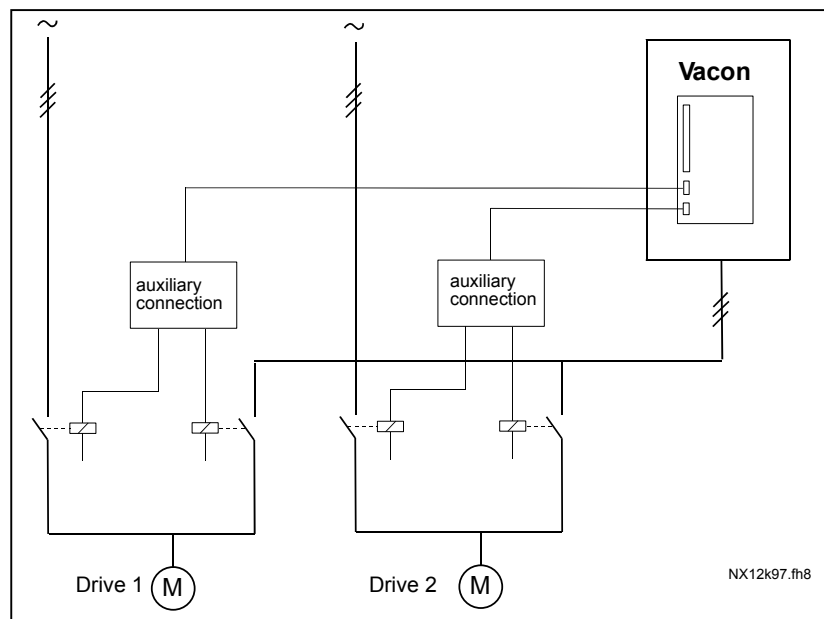 ~
~
Vacon
auxiliary
connection
auxiliary
connection
Drive 1
M
Drive 2
M
NX12k97.fh8